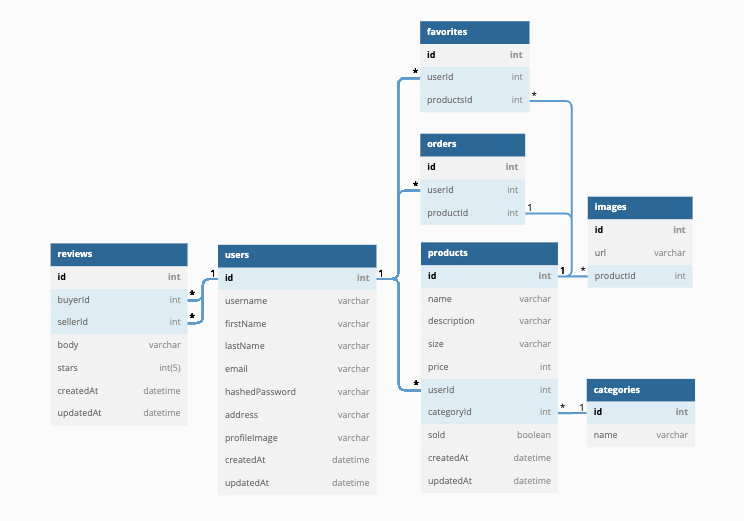 favorites
id int
* userId int
productsId int *
orders
id int
* userId int
productId int 1
images
id int
url varchar
* productId int
reviews
id int
buyerId int *
sellerId int *
body varchar
stars int(5)
createdAt datetime
updatedAt datetime
users
1 id int 1
username varchar
firstName varchar
lastName varchar
email varchar
hashedPassword varchar
address varchar
profileImage varchar
createdAt datetime
updatedAt datetime
products
id int 1
name varchar
description varchar
size varchar
price int
* userId int
categoryId int *
sold boolean
createdAt datetime
updatedAt datetime
categories
1 id int
name varchar